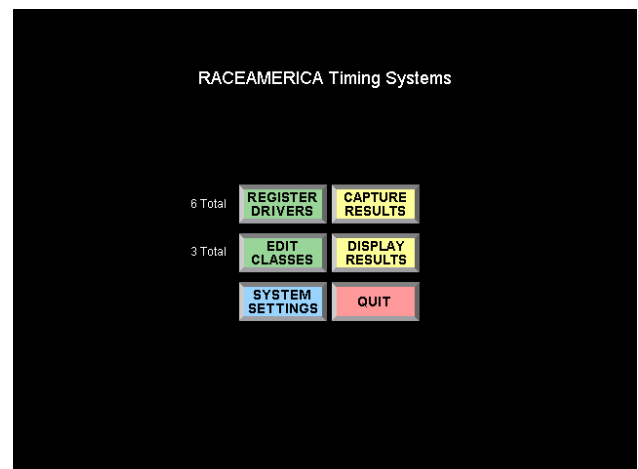 RACEAMERICA Timing Systems
6 Total
REGISTER
DRIVERS
CAPTURE
RESULTS
3 Total
EDIT
CLASSES
DISPLAY
RESULTS
SYSTEM
SETTINGS
QUIT